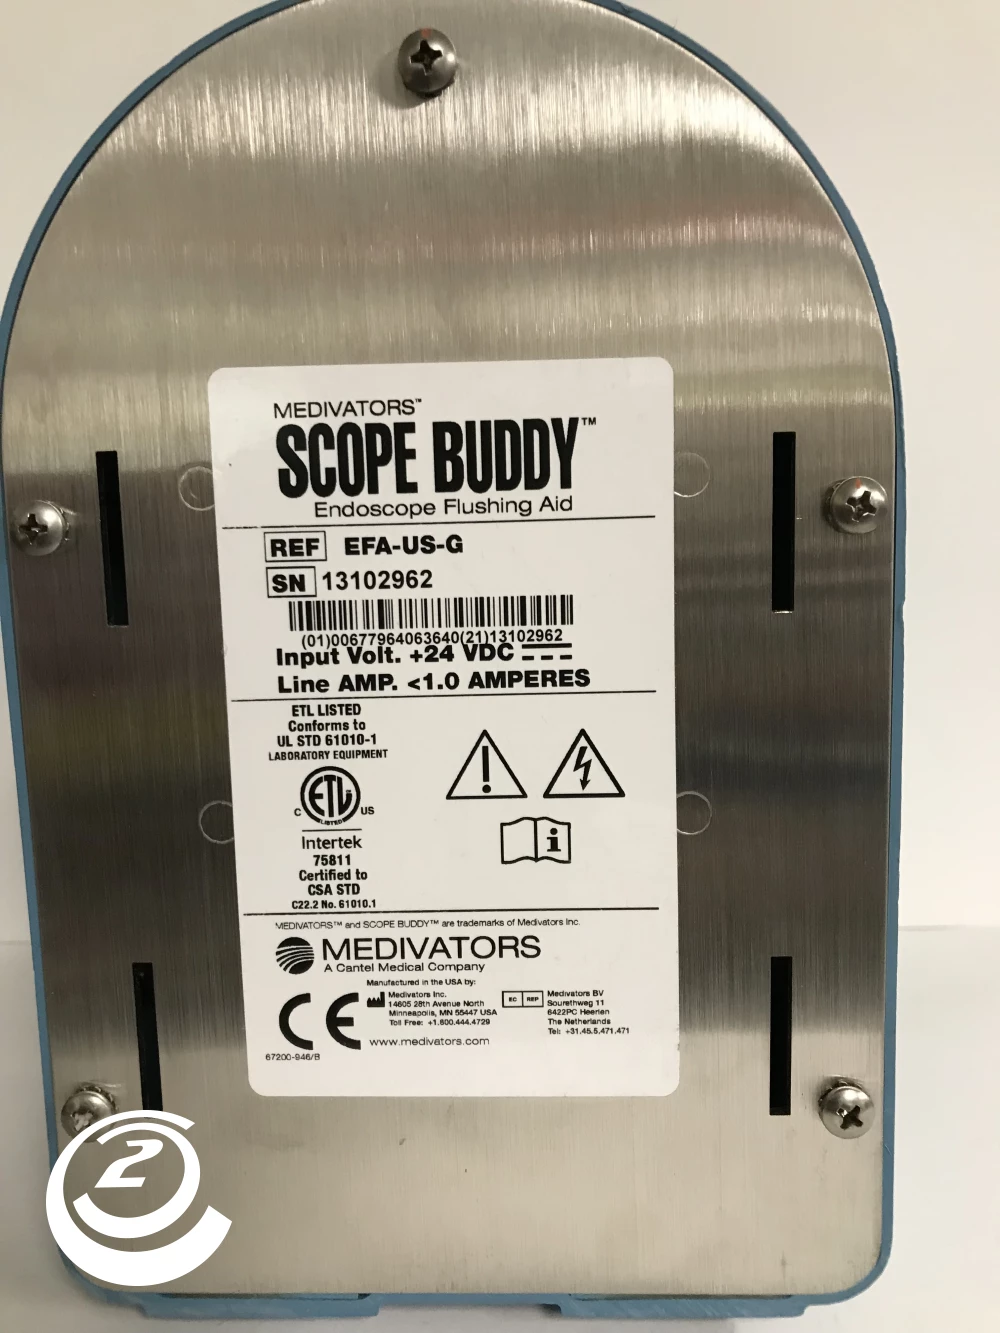 MEDIVATORS™
SCOPE BUDDY™
Endoscope Flushing Aid
REF EFA-US-G
SN 13102962
(01)00677964063640(21)13102962
Input Volt. +24 VDC
Line AMP. <1.0 AMPERES
ETL LISTED
Conforms to
UL STD 61010-1
LABORATORY EQUIPMENT
C ETL US
LISTED
Intertek
75811
Certified to
CSA STD
C22.2 No. 61010.1
i
MEDIVATORS™ and SCOPE BUDDY™ are trademarks of Medivators Inc.
MEDIVATORS
A Cantel Medical Company
Manufactured in the USA by:
Medivators Inc.
14605 28th Avenue North
Minneapolis, MN 55447 USA
Toll Free: +1.800.444.4729
EC REP
Medivators BV
Sourethweg 11
6422PC Heerlen
The Netherlands
Tel: +31.45.5.471.471
CE
www.medivators.com
67200-946/B
2